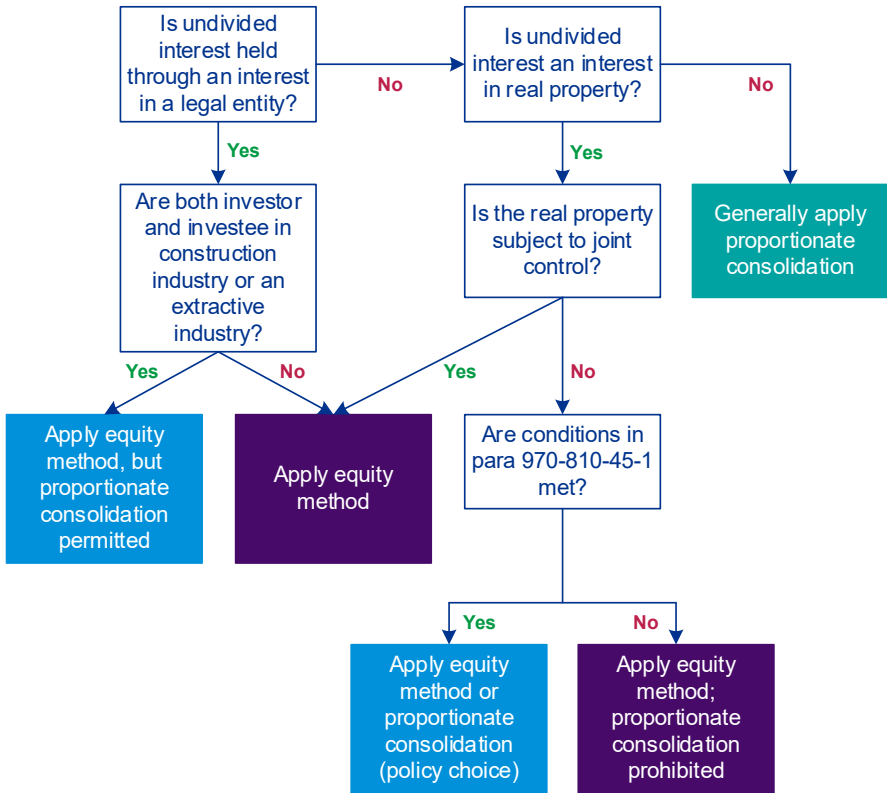 Is undivided
interest held
through an interest
in a legal entity?
No
Is undivided
interest an interest
in real property?
No
Yes
Yes
Are both investor
and investee in
construction
industry or an
extractive
industry?
Is the real property
subject to joint
control?
Generally apply
proportionate
consolidation
Yes
No
Yes
No
Apply equity
method, but
proportionate
consolidation
permitted
Apply equity
method
Are conditions in
para 970-810-45-1
met?
Yes
No
Apply equity
method or
proportionate
consolidation
(policy choice)
Apply equity
method;
proportionate
consolidation
prohibited